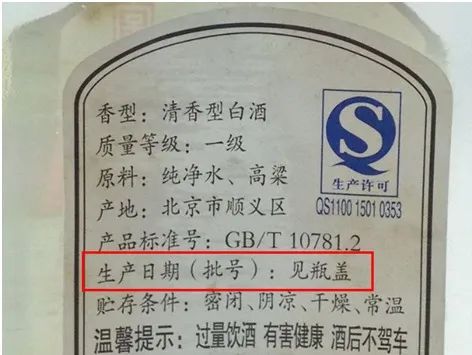 香型：清香型白酒
质量等级：一级
原料：纯净水、高粱
产地：北京市顺义区
产品标准号：GB/T 10781.2
生产日期（批号）：见瓶盖
贮存条件：密闭、阴凉、干燥、常温
温馨提示：过量饮酒 有害健康 酒后不驾车
生产许可
QS1100 1501 0353